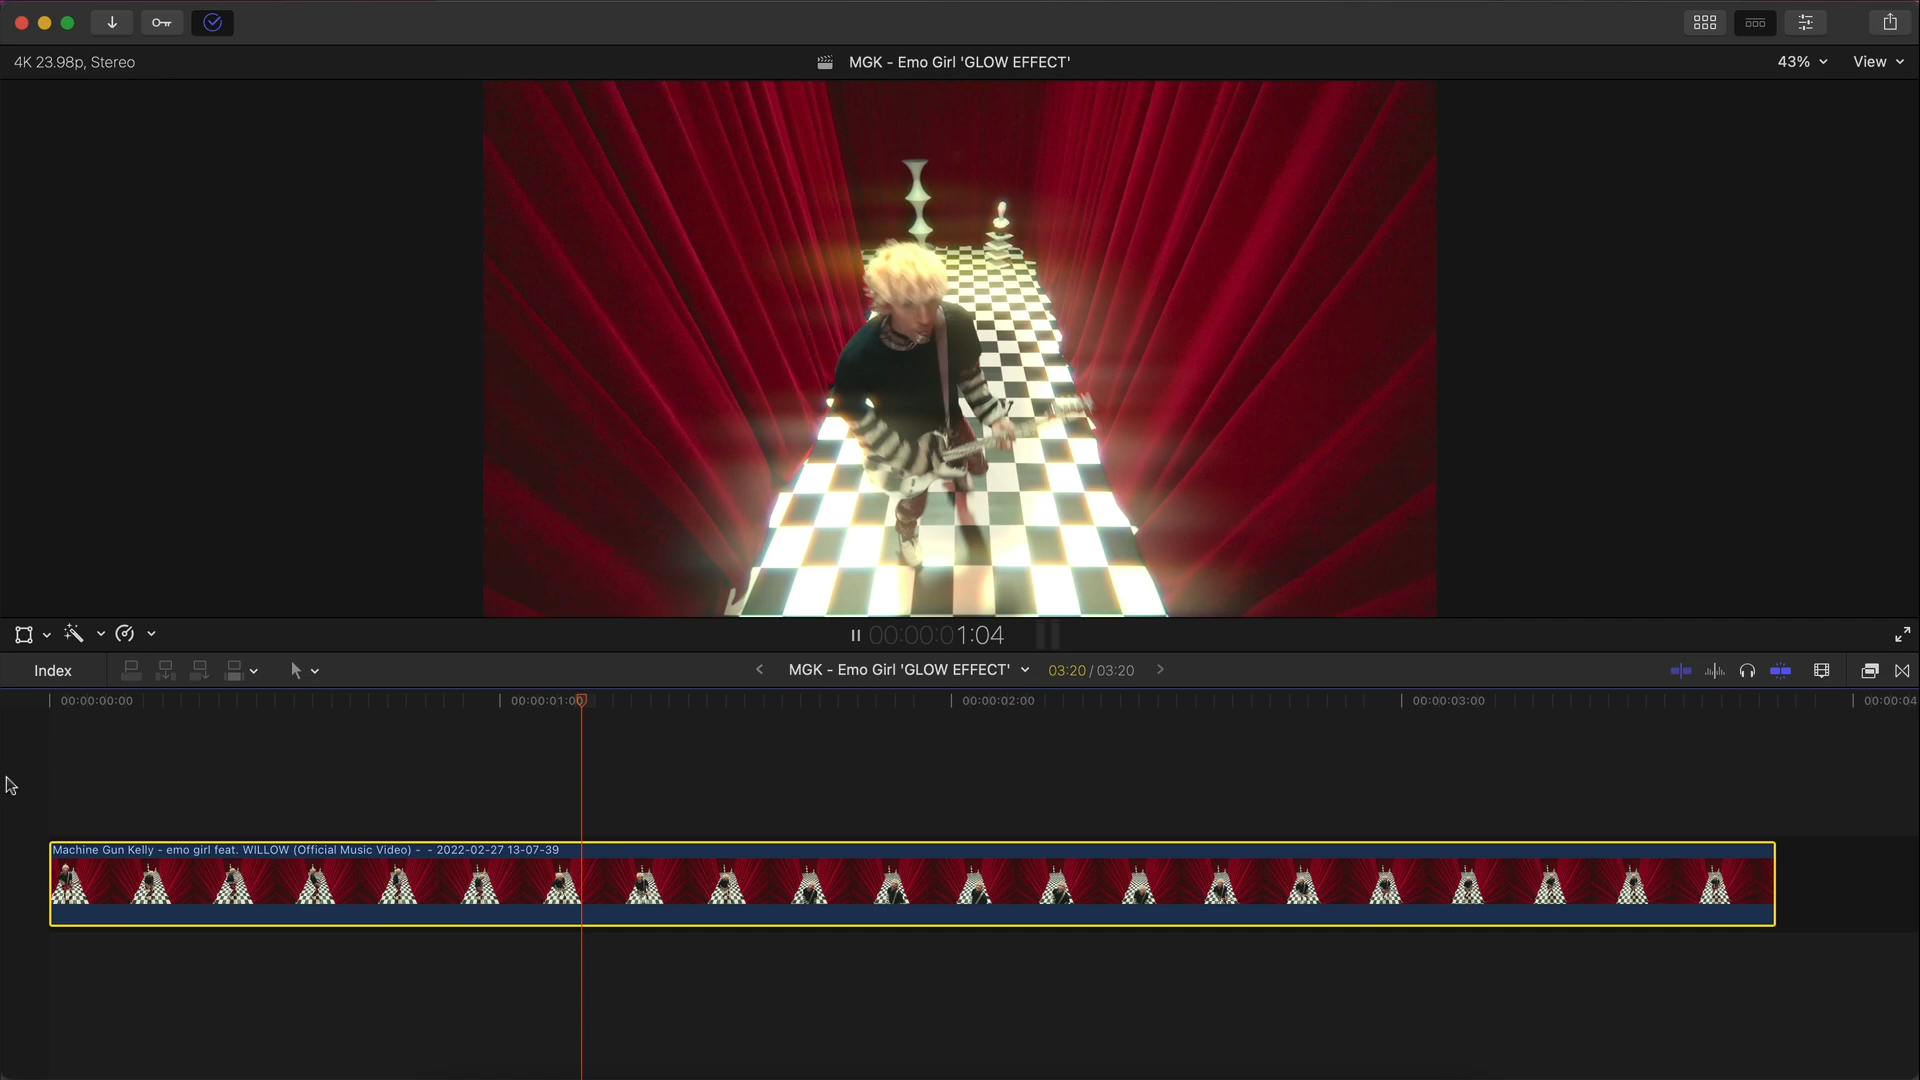 4K 23.98p, Stereo
MGK - Emo Girl 'GLOW EFFECT'
43%
View
00:00:01:04
Index
MGK - Emo Girl 'GLOW EFFECT'
03:20 / 03:20
00:00:00:00
00:00:01:00
00:00:02:00
00:00:03:00
00:00:04
Machine Gun Kelly - emo girl feat. WILLOW (Official Music Video) - - 2022-02-27 13-07-39